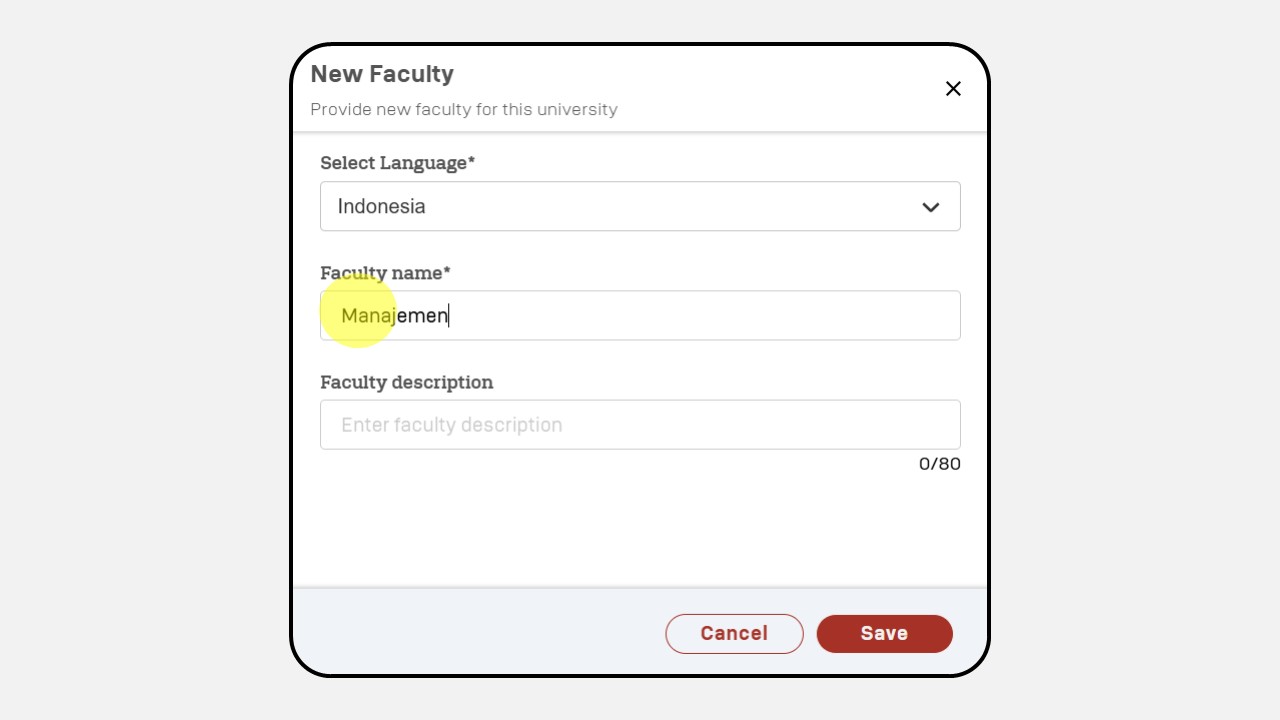 New Faculty
Provide new faculty for this university
Select Language*
Indonesia
Faculty name*
Manajemen
Faculty description
Enter faculty description
0/80
Cancel
Save